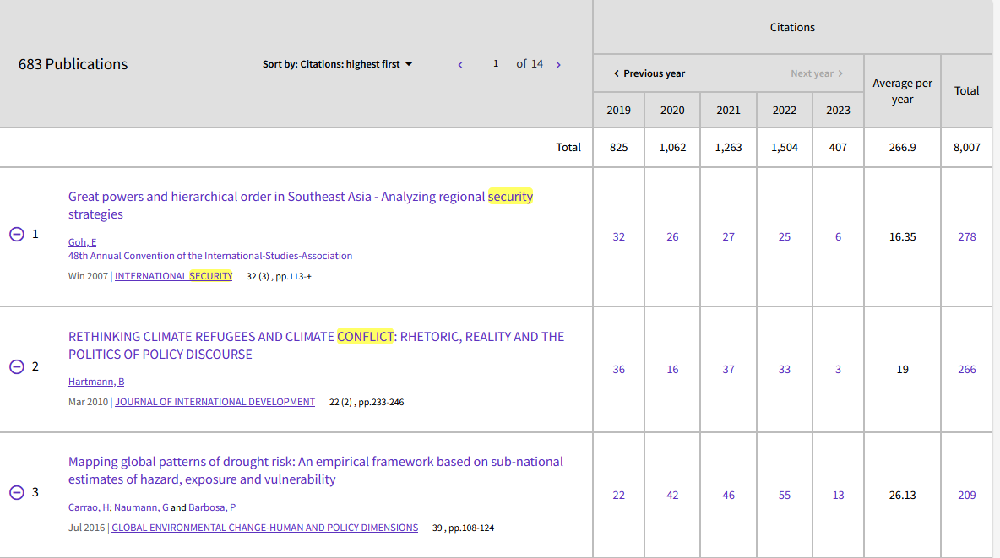 Citations
683 Publications
Sort by: Citations: highest first
1 of 14
Previous year
Next year
Average per year
Total
2019 2020 2021 2022 2023
Total 825 1,062 1,263 1,504 407 266.9 8,007
Great powers and hierarchical order in Southeast Asia - Analyzing regional security
strategies
1
Goh, E
48th Annual Convention of the International-Studies-Association
Win 2007 | INTERNATIONAL SECURITY 32 (3) , pp.113-+
32 26 27 25 6 16.35 278
RETHINKING CLIMATE REFUGEES AND CLIMATE CONFLICT: RHETORIC, REALITY AND THE
POLITICS OF POLICY DISCOURSE
2
Hartmann, B
Mar 2010 | JOURNAL OF INTERNATIONAL DEVELOPMENT 22 (2) , pp.233-246
36 16 37 33 3 19 266
Mapping global patterns of drought risk: An empirical framework based on sub-national
estimates of hazard, exposure and vulnerability
3
Carrao, H; Naumann, G and Barbosa, P
Jul 2016 | GLOBAL ENVIRONMENTAL CHANGE-HUMAN AND POLICY DIMENSIONS 39 , pp.108-124
22 42 46 55 13 26.13 209